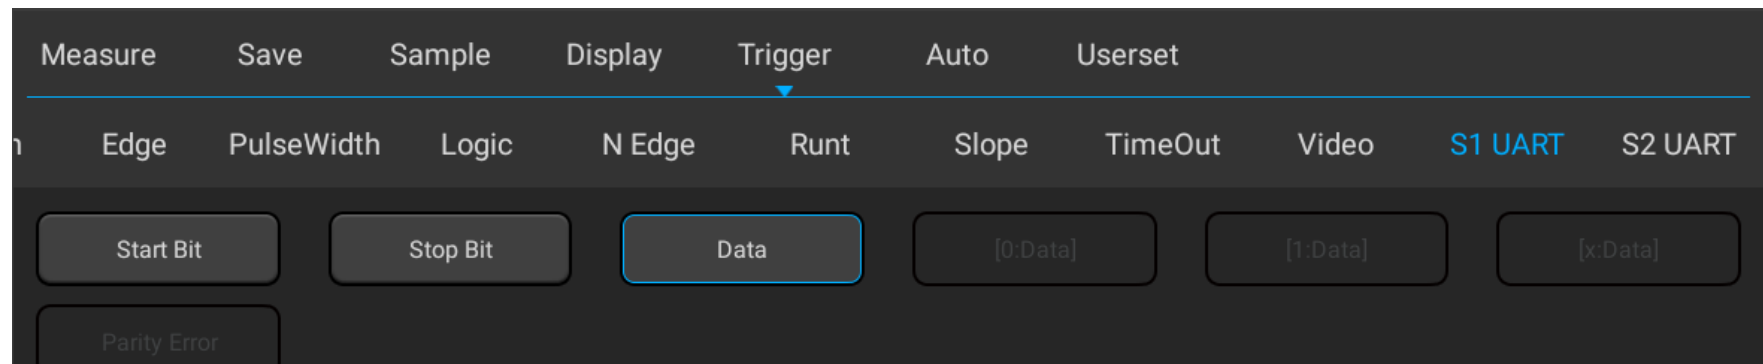 Measure Save Sample Display Trigger Auto Userset
Edge PulseWidth Logic N Edge Runt Slope TimeOut Video S1 UART S2 UART
Start Bit Stop Bit Data [0:Data] [1:Data] [x:Data]
Parity Error